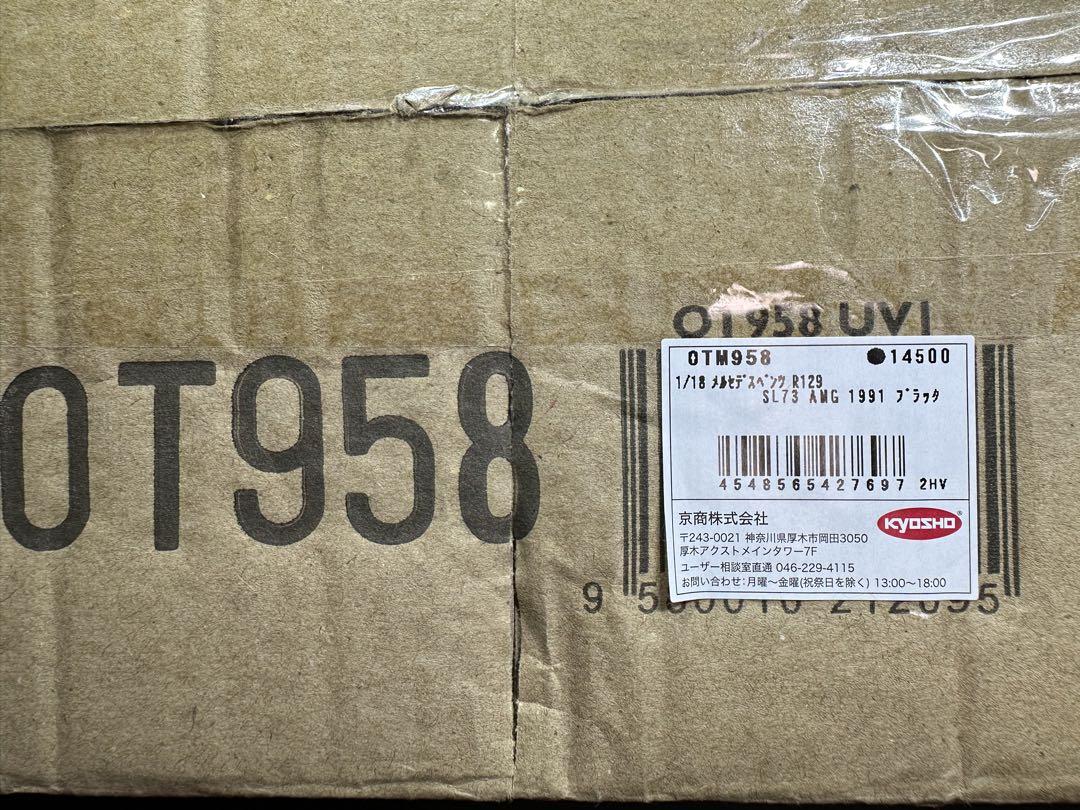 OT958 UV1
OT958
OTM958 ●14500
1/18 メルセデスベンツ R129
SL73 AMG 1991 ブラック
4548565427697 2HV
京商株式会社
KYOSHO®
〒243-0021 神奈川県厚木市岡田3050
厚木アクストメインタワー7F
ユーザー相談室直通 046-229-4115
お問い合わせ:月曜〜金曜(祝祭日を除く) 13:00〜18:00
9